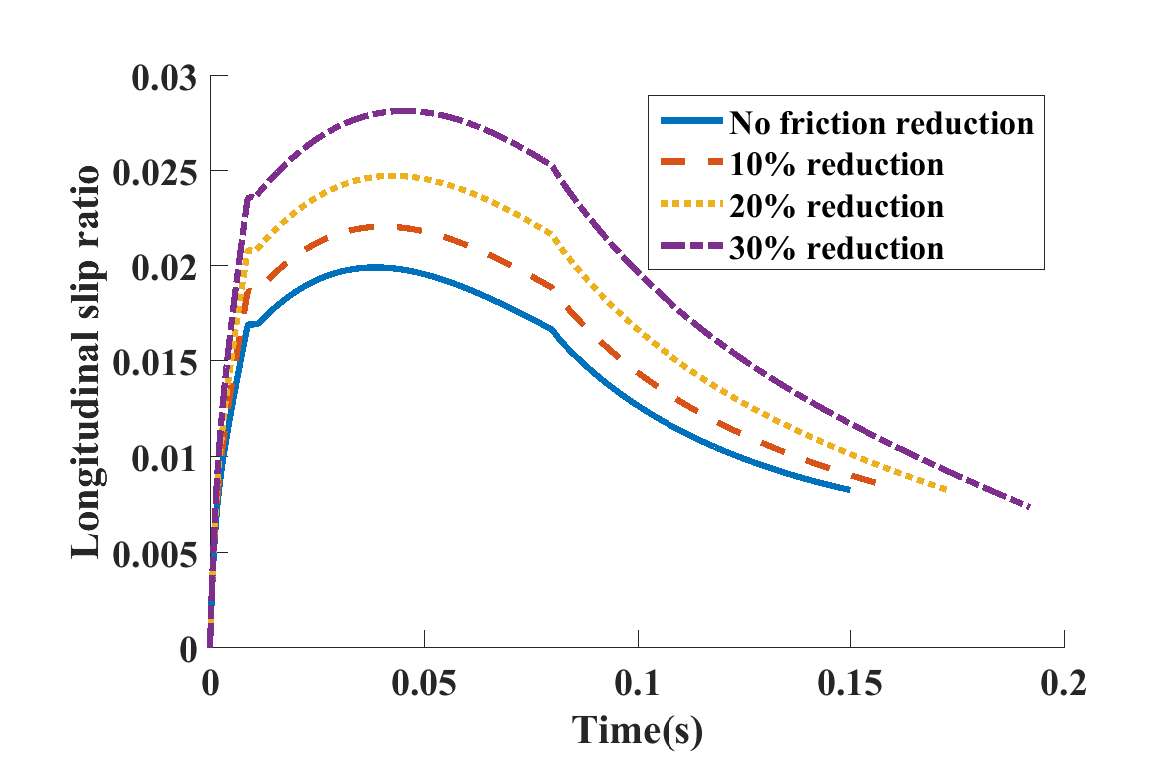 0.03
0.025
0.02
0.015
0.01
0.005
0
Longitudinal slip ratio
No friction reduction
10% reduction
20% reduction
30% reduction
0 0.05 0.1 0.15 0.2
Time(s)